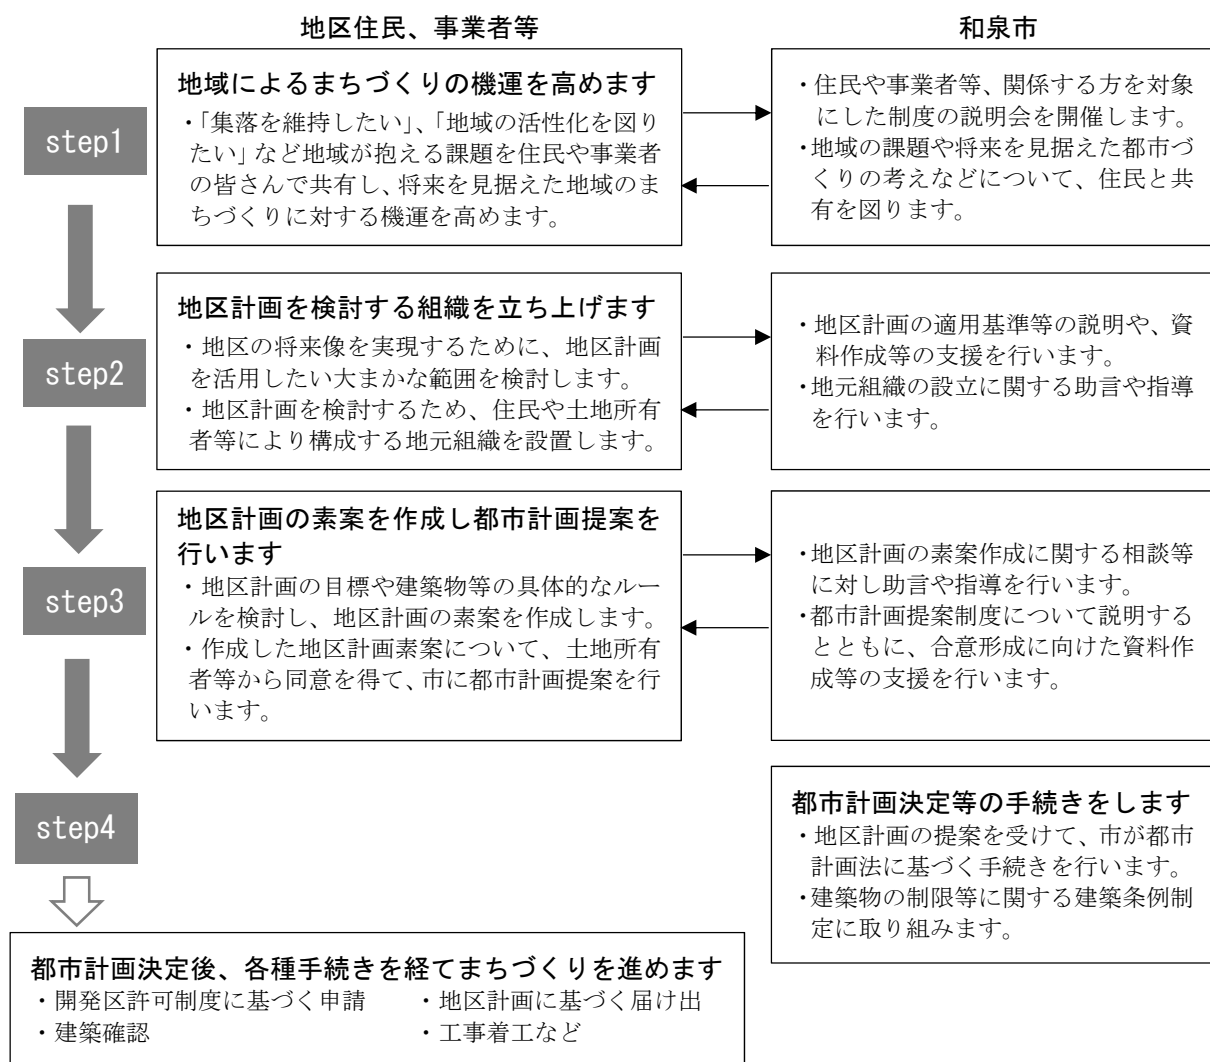 地区住民、事業者等
和泉市
step1
地域によるまちづくりの機運を高めます
・「集落を維持したい」、「地域の活性化を図り
たい」など地域が抱える課題を住民や事業者
の皆さんで共有し、将来を見据えた地域のま
ちづくりに対する機運を高めます。
・住民や事業者等、関係する方を対象
にした制度の説明会を開催します。
・地域の課題や将来を見据えた都市づ
くりの考えなどについて、住民と共
有を図ります。
step2
地区計画を検討する組織を立ち上げます
・地区の将来像を実現するために、地区計画
を活用したい大まかな範囲を検討します。
・地区計画を検討するため、住民や土地所有
者等により構成する地元組織を設置します。
・地区計画の適用基準等の説明や、資
料作成等の支援を行います。
・地元組織の設立に関する助言や指導
を行います。
step3
地区計画の素案を作成し都市計画提案を
行います
・地区計画の目標や建築物等の具体的なルー
ルを検討し、地区計画の素案を作成します。
・作成した地区計画素案について、土地所有
者等から同意を得て、市に都市計画提案を行
います。
・地区計画の素案作成に関する相談等
に対し助言や指導を行います。
・都市計画提案制度について説明する
とともに、合意形成に向けた資料作
成等の支援を行います。
step4
都市計画決定等の手続きをします
・地区計画の提案を受けて、市が都市
計画法に基づく手続きを行います。
・建築物の制限等に関する建築条例制
定に取り組みます。
都市計画決定後、各種手続きを経てまちづくりを進めます
・開発区許可制度に基づく申請 ・地区計画に基づく届け出
・建築確認 ・工事着工など